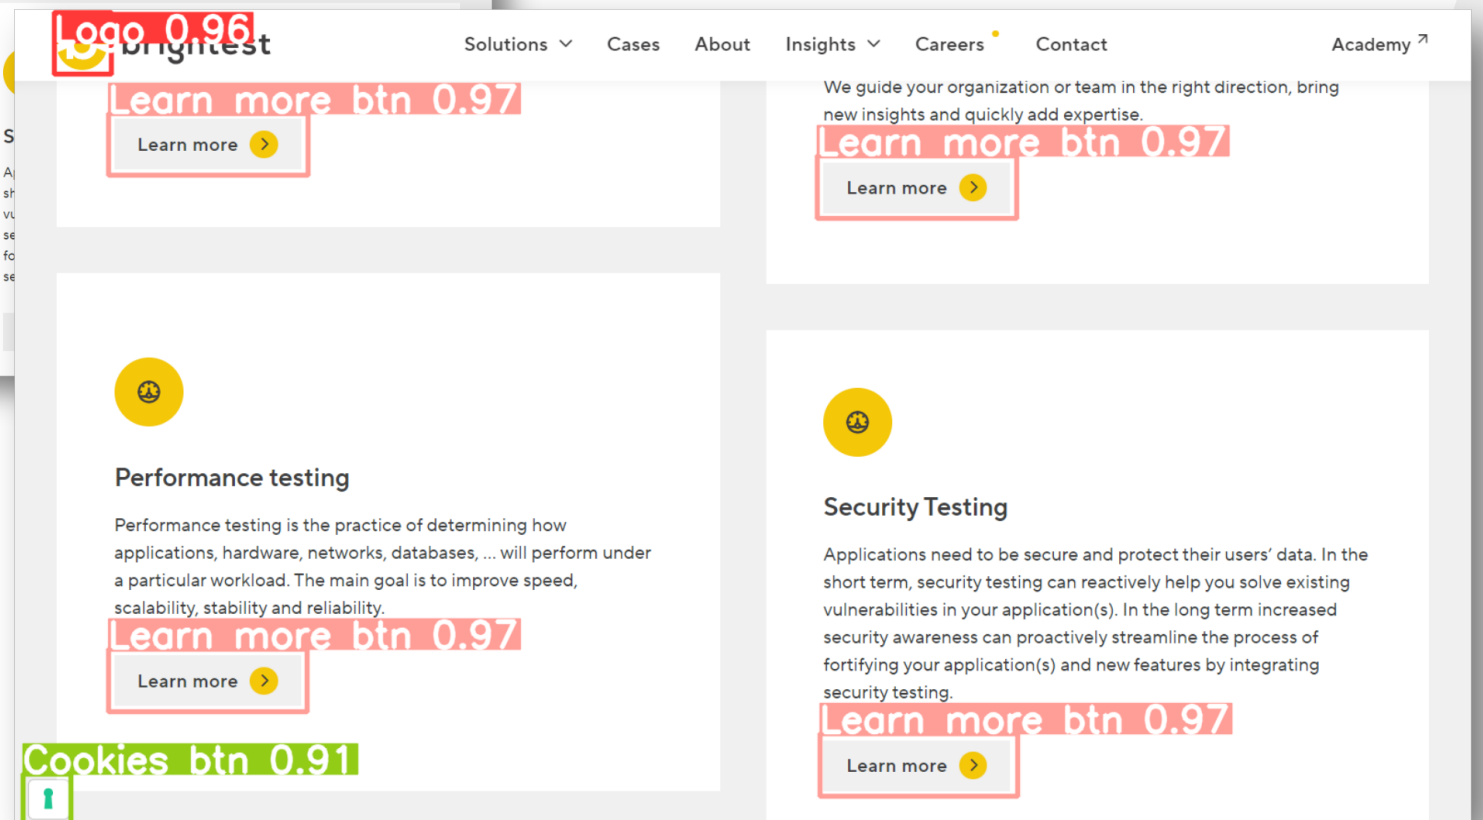 Logo 0.96
brightest
Solutions
Cases
About
Insights
Careers
Contact
Academy
Learn more btn 0.97
Learn more
We guide your organization or team in the right direction, bring
new insights and quickly add expertise.
Learn more btn 0.97
Learn more
Performance testing
Performance testing is the practice of determining how
applications, hardware, networks, databases, ... will perform under
a particular workload. The main goal is to improve speed,
scalability, stability and reliability.
Learn more btn 0.97
Learn more
Security Testing
Applications need to be secure and protect their users’ data. In the
short term, security testing can reactively help you solve existing
vulnerabilities in your application(s). In the long term increased
security awareness can proactively streamline the process of
fortifying your application(s) and new features by integrating
security testing.
Learn more btn 0.97
Learn more
Cookies btn 0.91